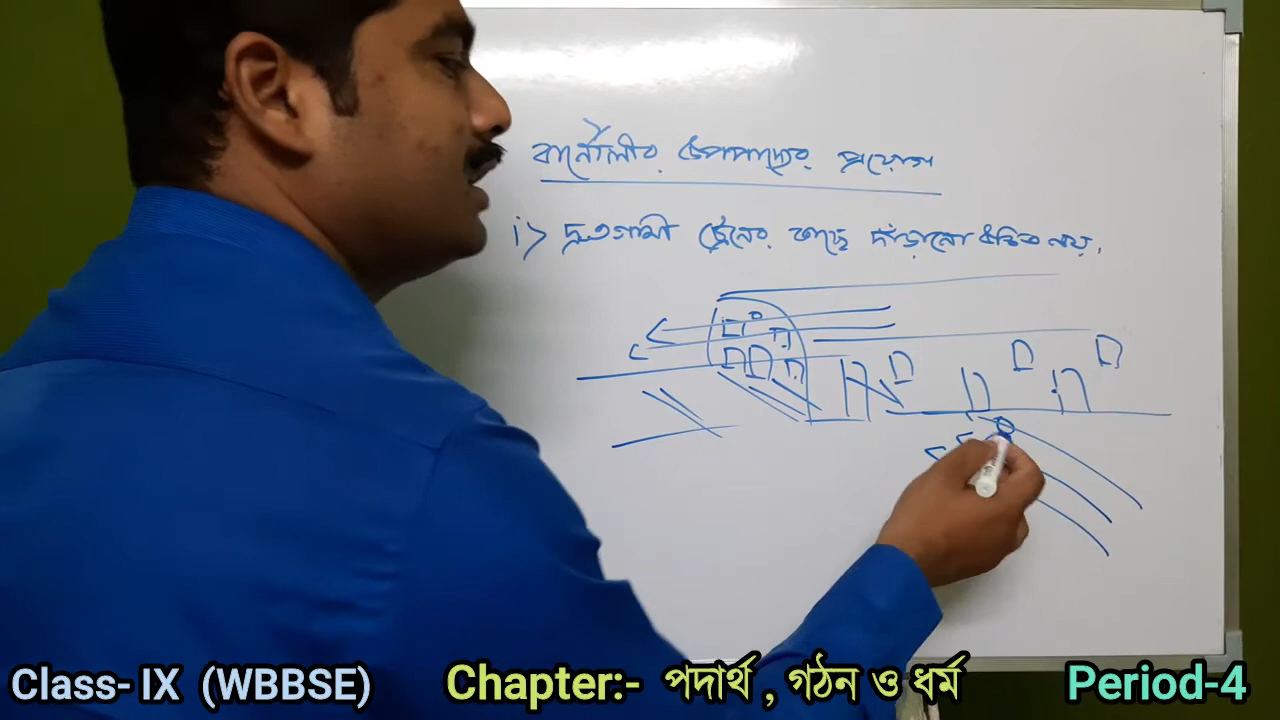 বার্নৌলীর উপপাদ্যের প্রয়োগ
i> দ্রুতগামী ট্রেনের কাছে দাঁড়ানো উচিত নয়.
Class- IX (WBBSE) Chapter:- পদার্থ , গঠন ও ধর্ম Period-4